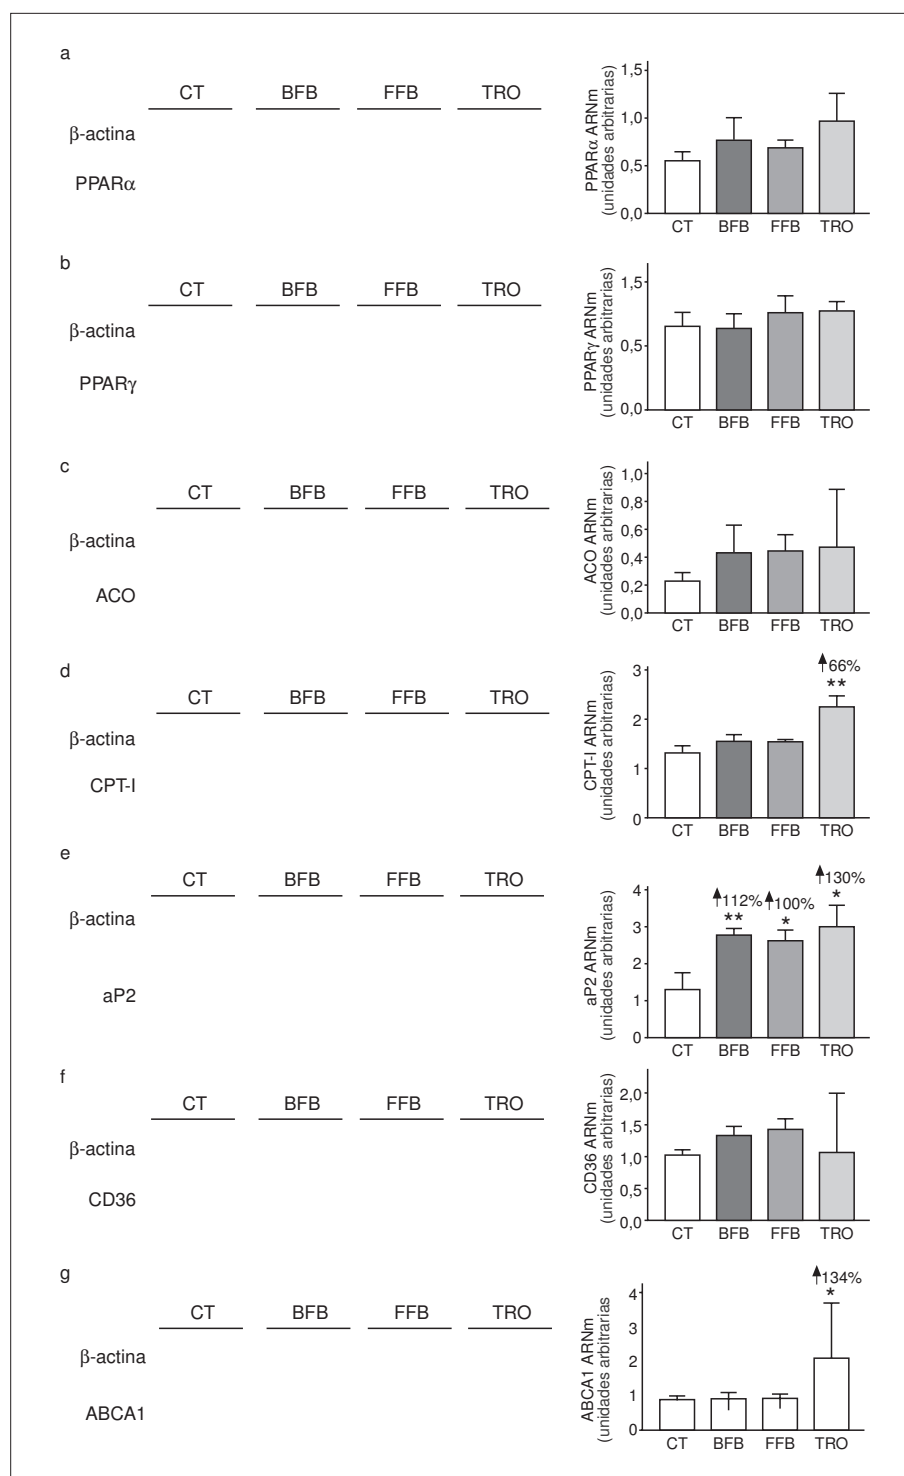 a
CT BFB FFB TRO
β-actina
PPARα
PPARα ARNm
(unidades arbitrarias)
1,5
1,0
0,5
0,0
CT BFB FFB TRO
b
CT BFB FFB TRO
β-actina
PPARγ
PPARγ ARNm
(unidades arbitrarias)
1,5
0,5
0,0
CT BFB FFB TRO
c
CT BFB FFB TRO
β-actina
ACO
ACO ARNm
(unidades arbitrarias)
1,0
0,8
0,6
0,4
0,2
0,0
CT BFB FFB TRO
d
CT BFB FFB TRO
β-actina
CPT-I
CPT-I ARNm
(unidades arbitrarias)
3
2
1
0
66%
**
CT BFB FFB TRO
e
CT BFB FFB TRO
β-actina
aP2
aP2 ARNm
(unidades arbitrarias)
4
3
2
1
0
112% 100% 130%
** * *
CT BFB FFB TRO
f
CT BFB FFB TRO
β-actina
CD36
CD36 ARNm
(unidades arbitrarias)
2,0
1,5
1,0
0,5
0,0
CT BFB FFB TRO
g
CT BFB FFB TRO
β-actina
ABCA1
ABCA1 ARNm
(unidades arbitrarias
4
3
2
1
0
134%
*
CT BFB FFB TRO